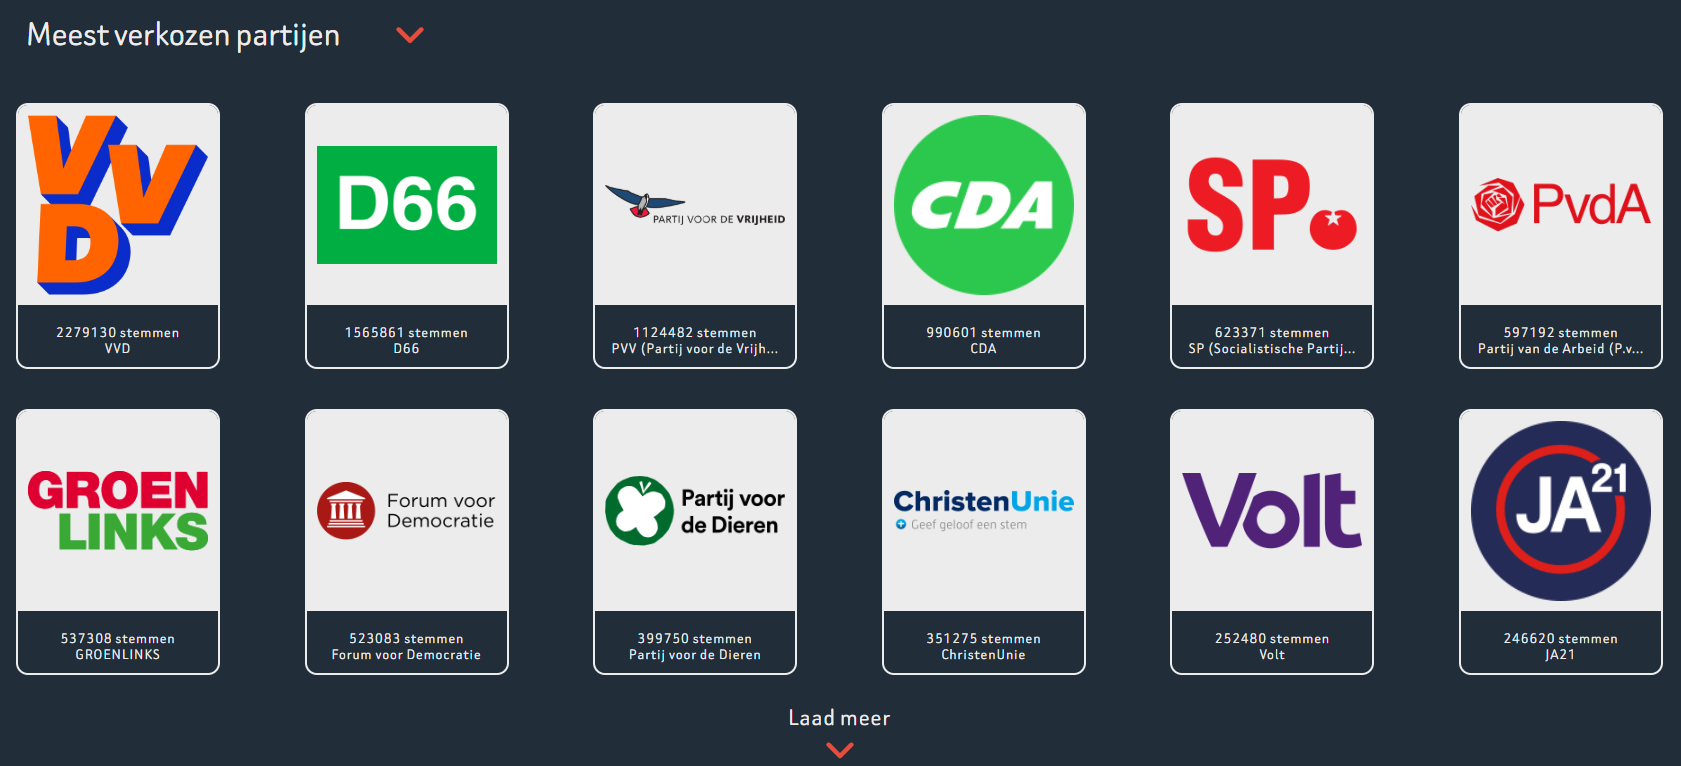 Meest verkozen partijen
VVD
2279130 stemmen
VVD
D66
1565861 stemmen
D66
PARTIJ VOOR DE VRIJHEID
1124482 stemmen
PVV (Partij voor de Vrijh...
CDA
990601 stemmen
CDA
SP
623371 stemmen
SP (Socialistische Partij...
PvdA
597192 stemmen
Partij van de Arbeid (P.v...
GROEN
LINKS
537308 stemmen
GROENLINKS
Forum voor
Democratie
523083 stemmen
Forum voor Democratie
Partij voor
de Dieren
399750 stemmen
Partij voor de Dieren
ChristenUnie
Geef geloof een stem
351275 stemmen
ChristenUnie
Volt
252480 stemmen
Volt
JA21
246620 stemmen
JA21
Laad meer